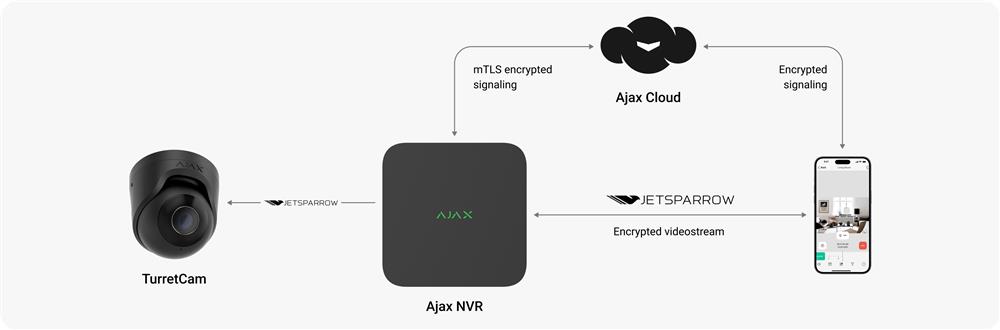 mTLS encrypted
signaling
Ajax Cloud
Encrypted
signaling
AJAX
TurretCam
JETSPARROW
AJAX
Ajax NVR
JETSPARROW
Encrypted videostream